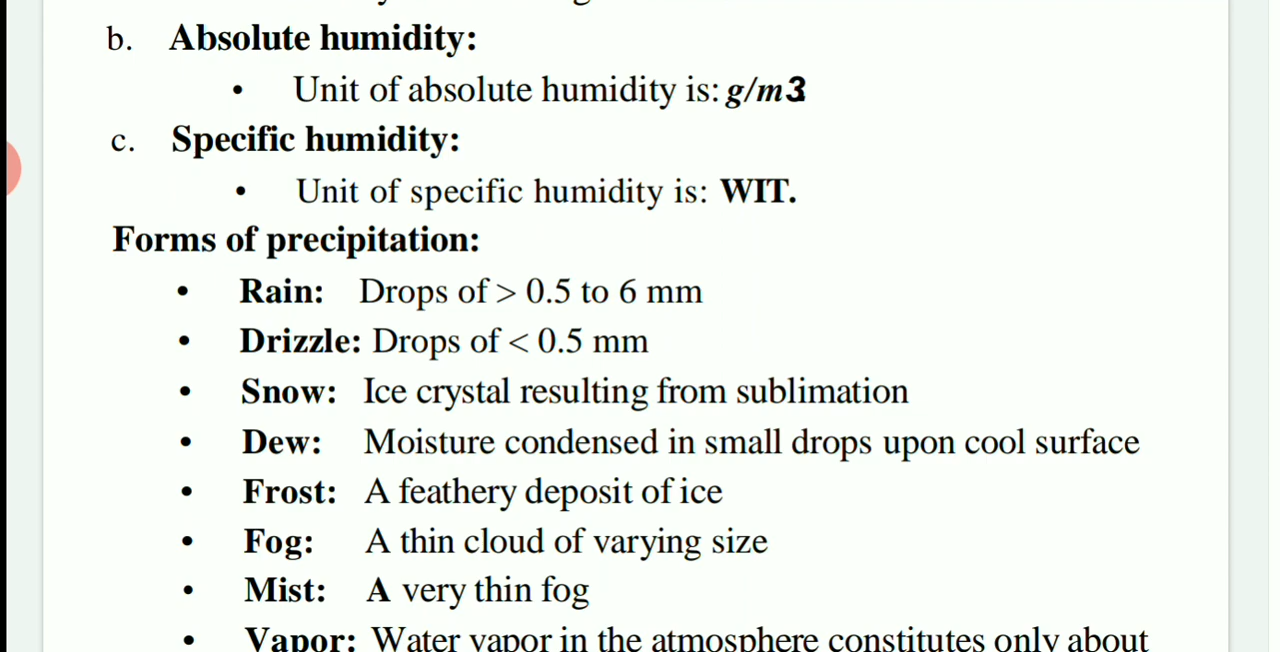 b. Absolute humidity:
• Unit of absolute humidity is: g/m3
c. Specific humidity:
• Unit of specific humidity is: WIT.
Forms of precipitation:
• Rain: Drops of > 0.5 to 6 mm
• Drizzle: Drops of < 0.5 mm
• Snow: Ice crystal resulting from sublimation
• Dew: Moisture condensed in small drops upon cool surface
• Frost: A feathery deposit of ice
• Fog: A thin cloud of varying size
• Mist: A very thin fog
• Vapor: Water vapor in the atmosphere constitutes only about